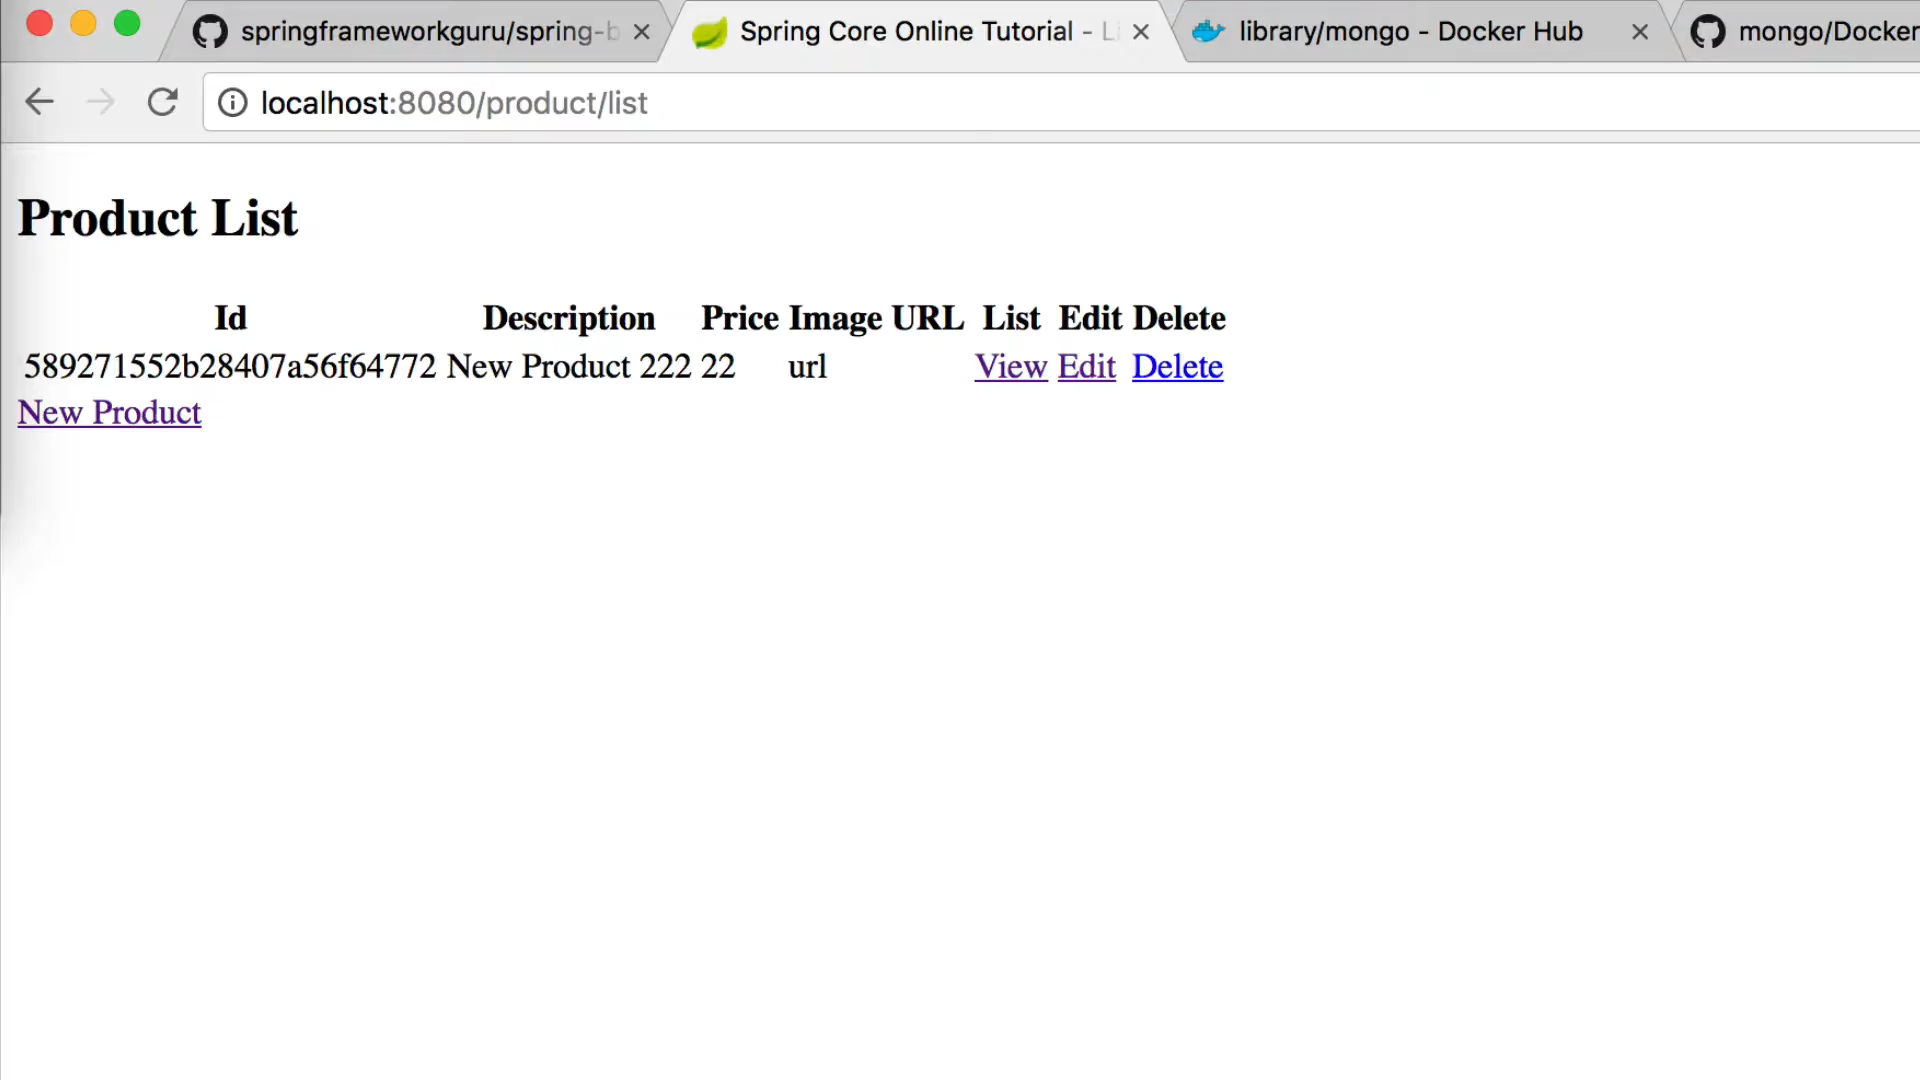 springframeworkguru/spring-b
Spring Core Online Tutorial - Li
library/mongo - Docker Hub
mongo/Docker
localhost:8080/product/list
Product List
Id Description Price Image URL List Edit Delete
589271552b28407a56f64772 New Product 222 22 url View Edit Delete
New Product